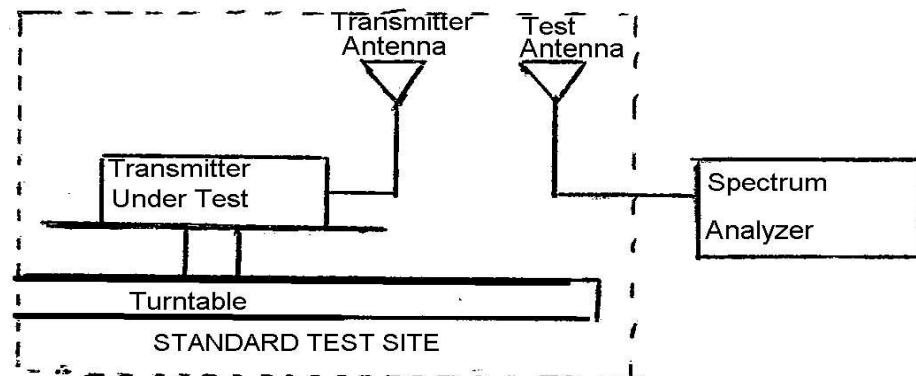 Transmitter
Antenna
Test
Antenna
Transmitter
Under Test
Spectrum
Analyzer
Turntable
STANDARD TEST SITE